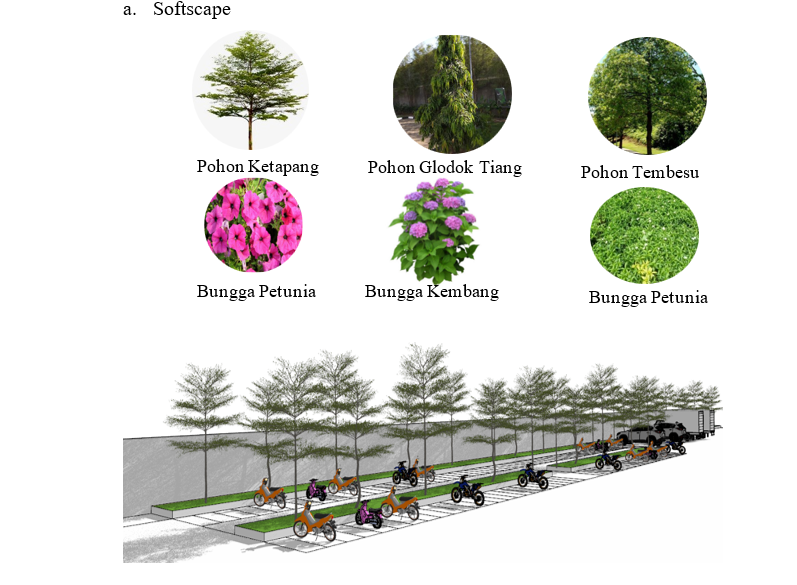 a. Softscape
Pohon Ketapang
Pohon Glodok Tiang
Pohon Tembesu
Bungga Petunia
Bungga Kembang
Bungga Petunia